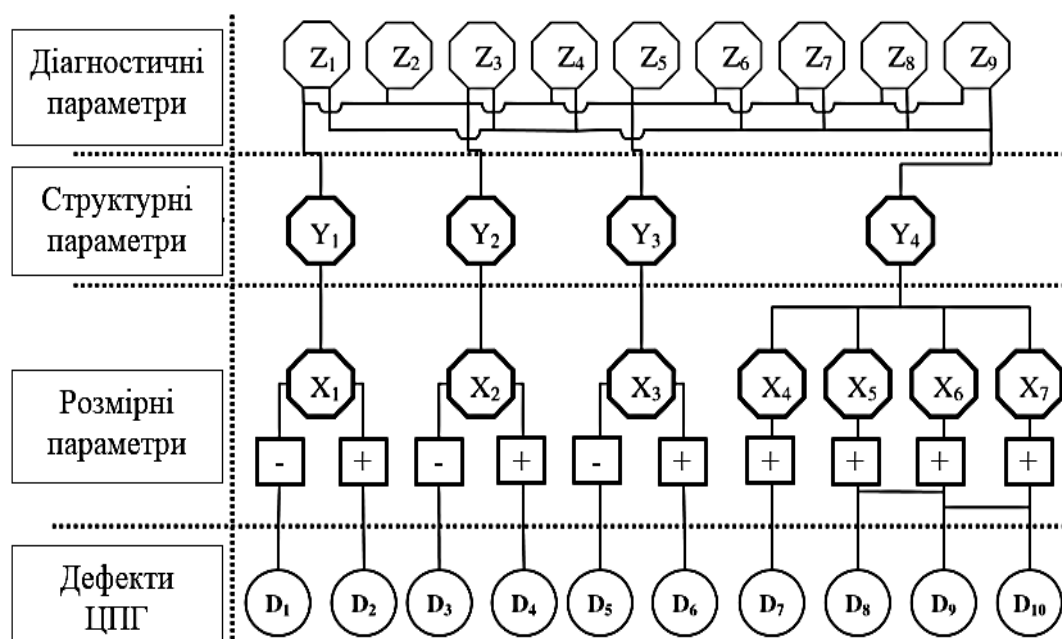 Діагностичні
параметри
Z₁ Z₂ Z₃ Z₄ Z₅ Z₆ Z₇ Z₈ Z₉
Структурні
параметри
Y₁ Y₂ Y₃ Y₄
Розмірні
параметри
X₁ X₂ X₃ X₄ X₅ X₆ X₇
- + - + - + + + + +
Дефекти
ЦПГ
D₁ D₂ D₃ D₄ D₅ D₆ D₇ D₈ D₉ D₁₀